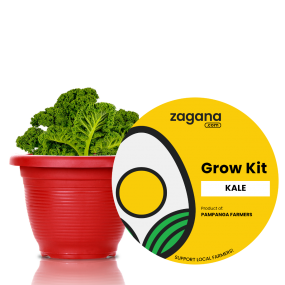 zagana
.com
Grow Kit
KALE
Product of:
PAMPANGA FARMERS
SUPPORT LOCAL FARMERS!